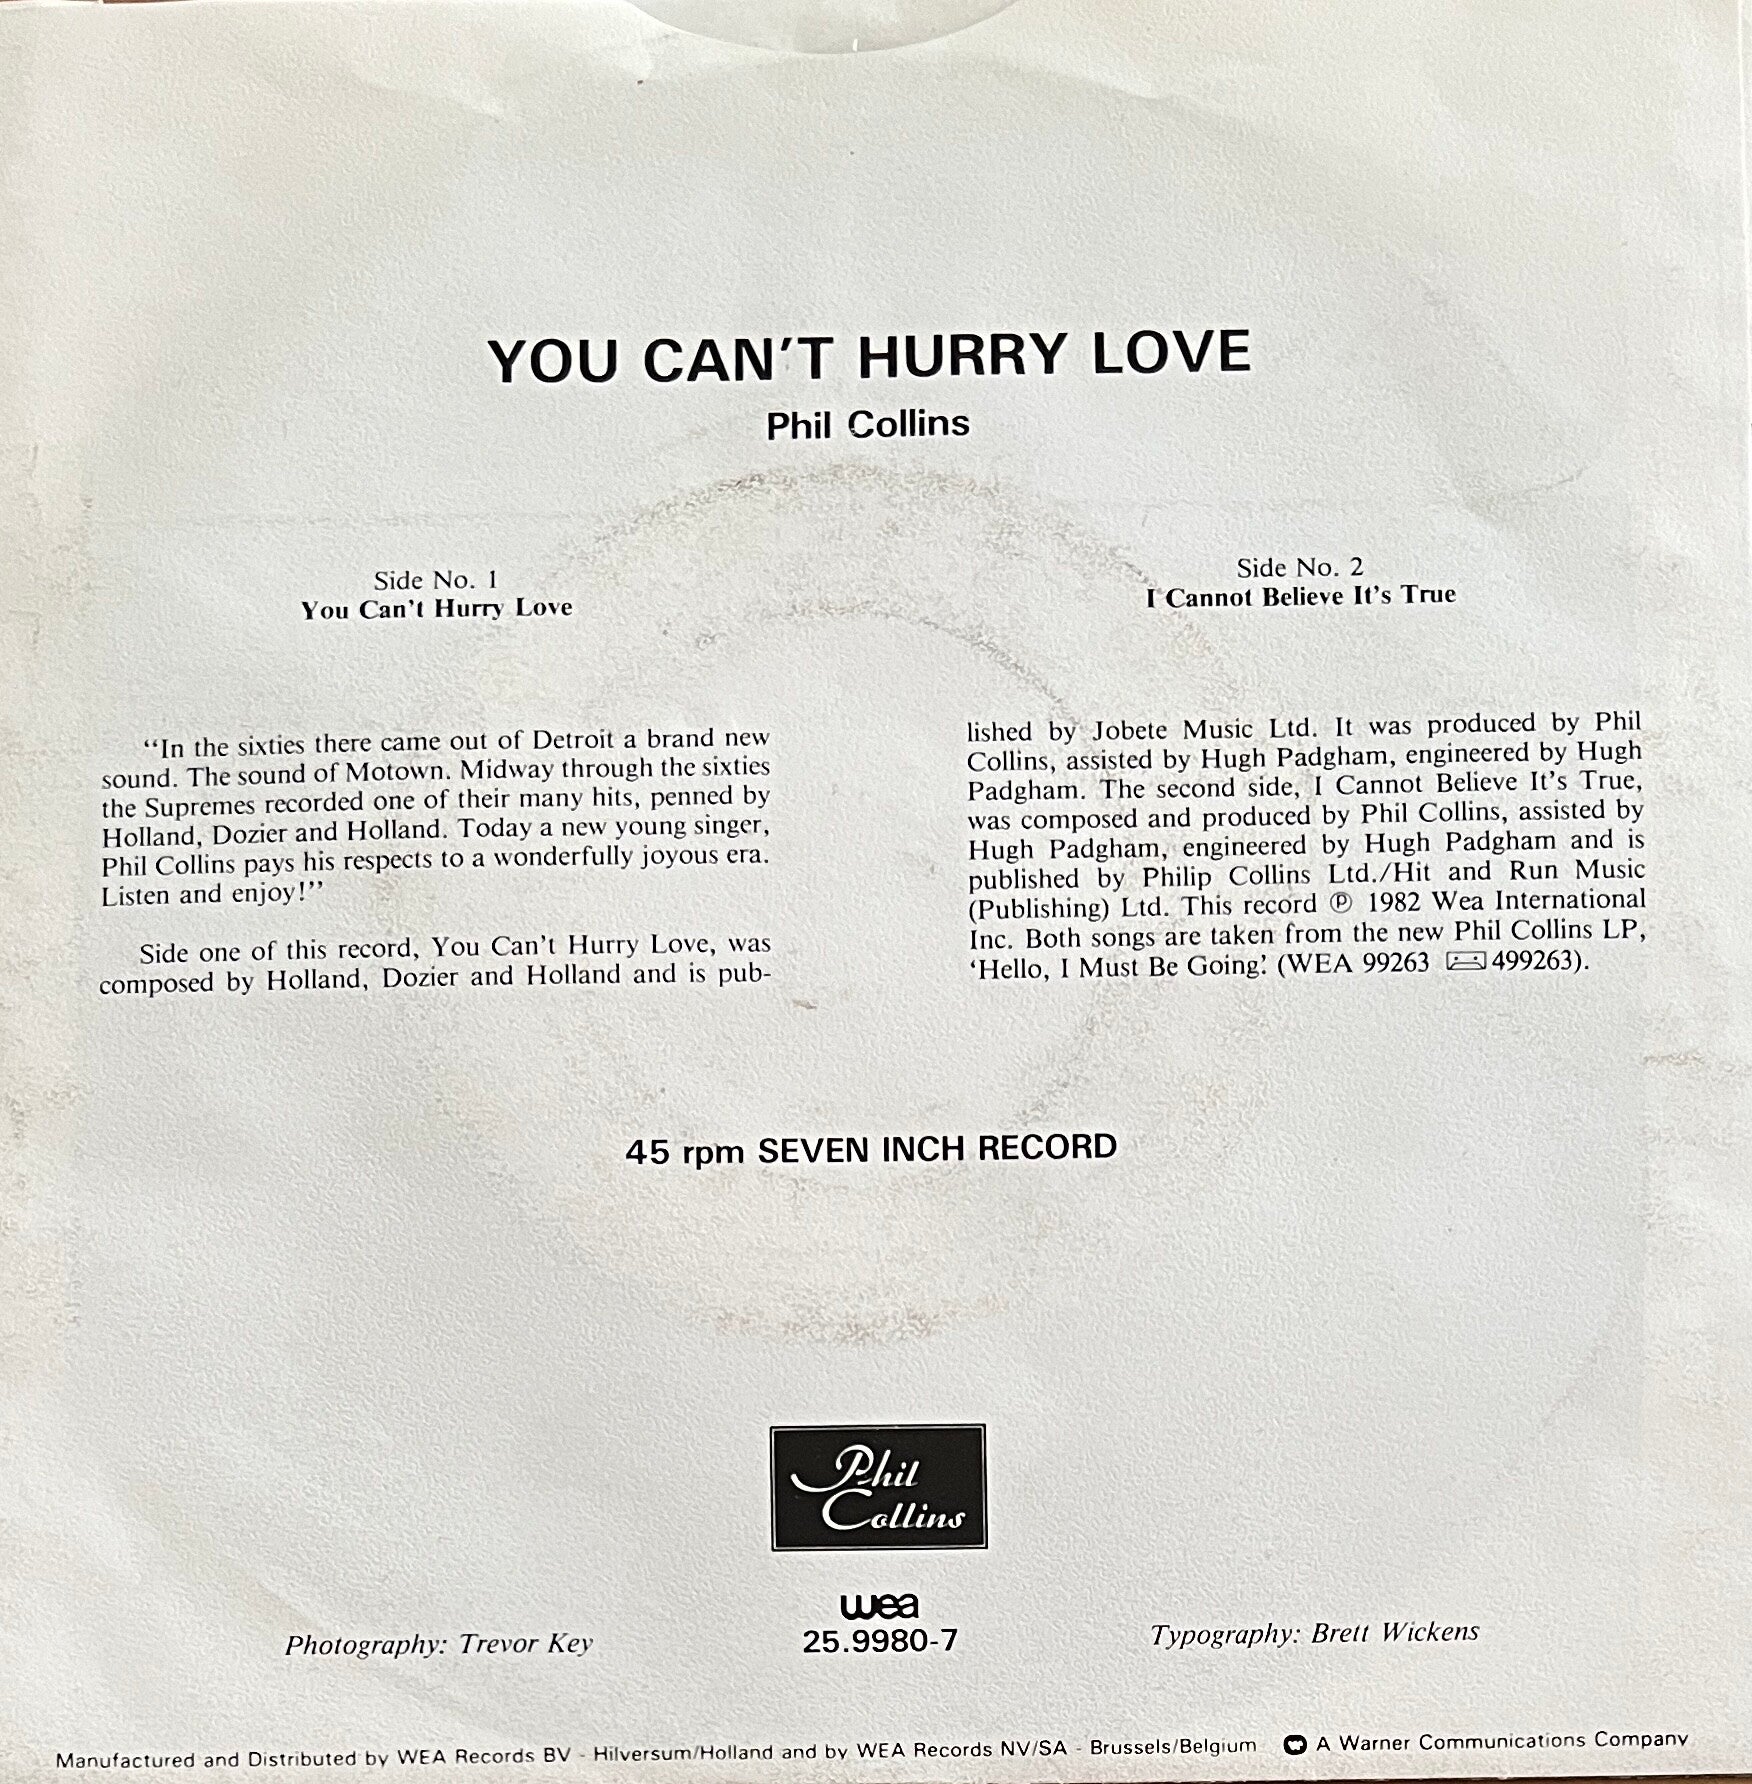 YOU CAN'T HURRY LOVE
Phil Collins
Side No. 1
You Can't Hurry Love
Side No. 2
I Cannot Believe It's True
“In the sixties there came out of Detroit a brand new
sound. The sound of Motown. Midway through the sixties
the Supremes recorded one of their many hits, penned by
Holland, Dozier and Holland. Today a new young singer,
Phil Collins pays his respects to a wonderfully joyous era.
Listen and enjoy!”
Side one of this record, You Can't Hurry Love, was
composed by Holland, Dozier and Holland and is pub-
lished by Jobete Music Ltd. It was produced by Phil
Collins, assisted by Hugh Padgham, engineered by Hugh
Padgham. The second side, I Cannot Believe It's True,
was composed and produced by Phil Collins, assisted by
Hugh Padgham, engineered by Hugh Padgham and is
published by Philip Collins Ltd./Hit and Run Music
(Publishing) Ltd. This record ℗ 1982 Wea International
Inc. Both songs are taken from the new Phil Collins LP,
‘Hello, I Must Be Going’. (WEA 99263 499263).
45 rpm SEVEN INCH RECORD
Phil
Collins
wea
25.9980-7
Photography: Trevor Key
Typography: Brett Wickens
Manufactured and Distributed by WEA Records BV - Hilversum/Holland and by WEA Records NV/SA - Brussels/Belgium A Warner Communications Company